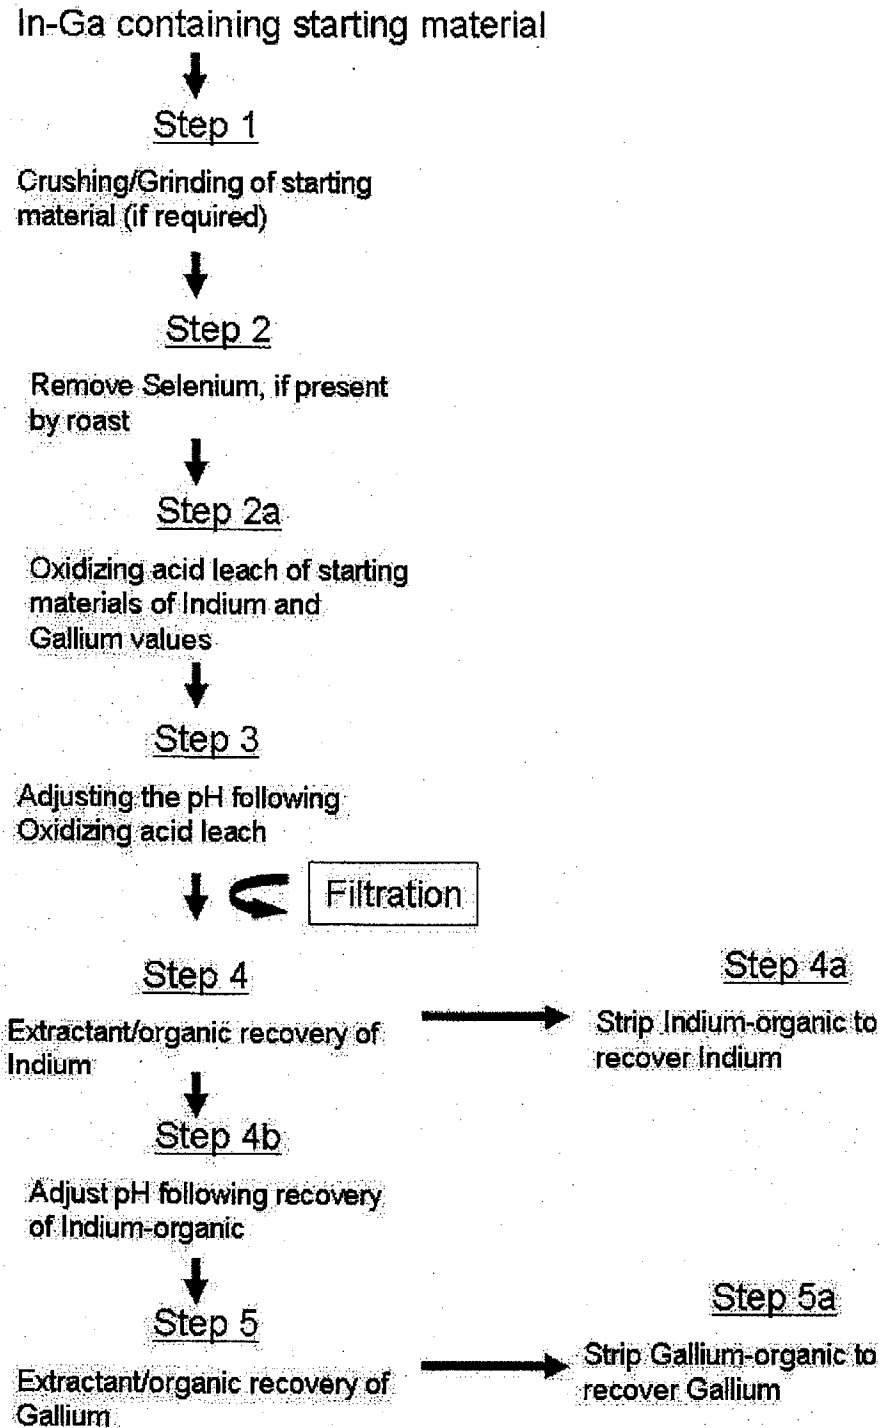 In-Ga containing starting material
Step 1
Crushing/Grinding of starting
material (if required)
Step 2
Remove Selenium, if present
by roast
Step 2a
Oxidizing acid leach of starting
materials of Indium and
Gallium values
Step 3
Adjusting the pH following
Oxidizing acid leach
Filtration
Step 4
Extractant/organic recovery of
Indium
Step 4a
Strip Indium-organic to
recover Indium
Step 4b
Adjust pH following recovery
of Indium-organic
Step 5
Extractant/organic recovery of
Gallium
Step 5a
Strip Gallium-organic to
recover Gallium